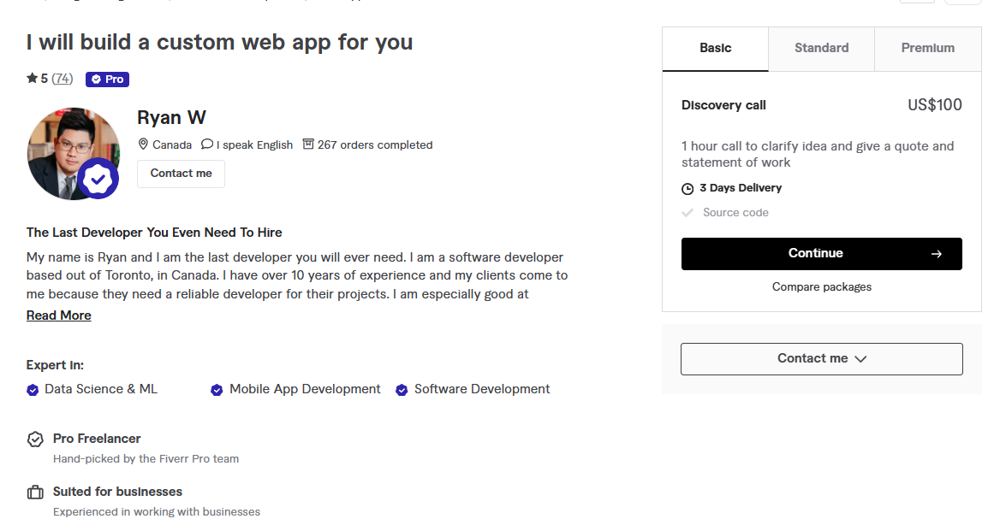 I will build a custom web app for you
5 (74) Pro
Ryan W
Canada I speak English 267 orders completed
Contact me
The Last Developer You Even Need To Hire
My name is Ryan and I am the last developer you will ever need. I am a software developer
based out of Toronto, in Canada. I have over 10 years of experience and my clients come to
me because they need a reliable developer for their projects. I am especially good at
Read More
Expert in:
Data Science & ML Mobile App Development Software Development
Pro Freelancer
Hand-picked by the Fiverr Pro team
Suited for businesses
Experienced in working with businesses
Basic Standard Premium
Discovery call US$100
1 hour call to clarify idea and give a quote and
statement of work
3 Days Delivery
Source code
Continue
Compare packages
Contact me